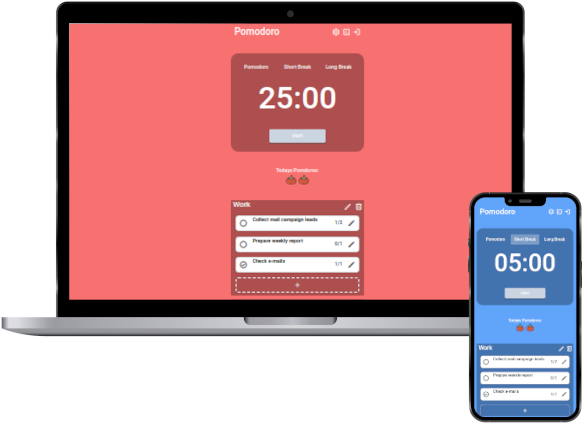 Pomodoro
Pomodoro Short Break Long Break
25:00
Start
Todays Pomodoros:
Work
Collect mail campaign leads 1/2
Prepare weekly report 0/1
Check e-mails 1/1
+
Pomodoro
Pomodoro Short Break Long Break
05:00
Todays Pomodoros:
Work
Collect mail campaign leads 1/2
Prepare weekly report 0/1
Check e-mails 1/1
+